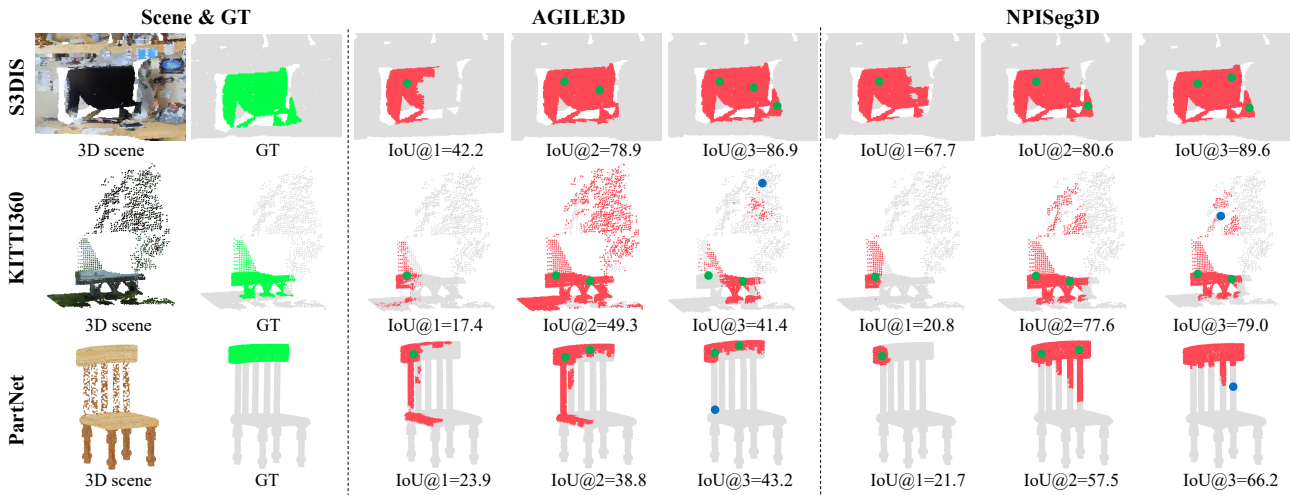 Scene & GT AGILE3D NPISeg3D
S3DIS
3D scene GT IoU@1=42.2 IoU@2=78.9 IoU@3=86.9 IoU@1=67.7 IoU@2=80.6 IoU@3=89.6
KITTI360
3D scene GT IoU@1=17.4 IoU@2=49.3 IoU@3=41.4 IoU@1=20.8 IoU@2=77.6 IoU@3=79.0
PartNet
3D scene GT IoU@1=23.9 IoU@2=38.8 IoU@3=43.2 IoU@1=21.7 IoU@2=57.5 IoU@3=66.2